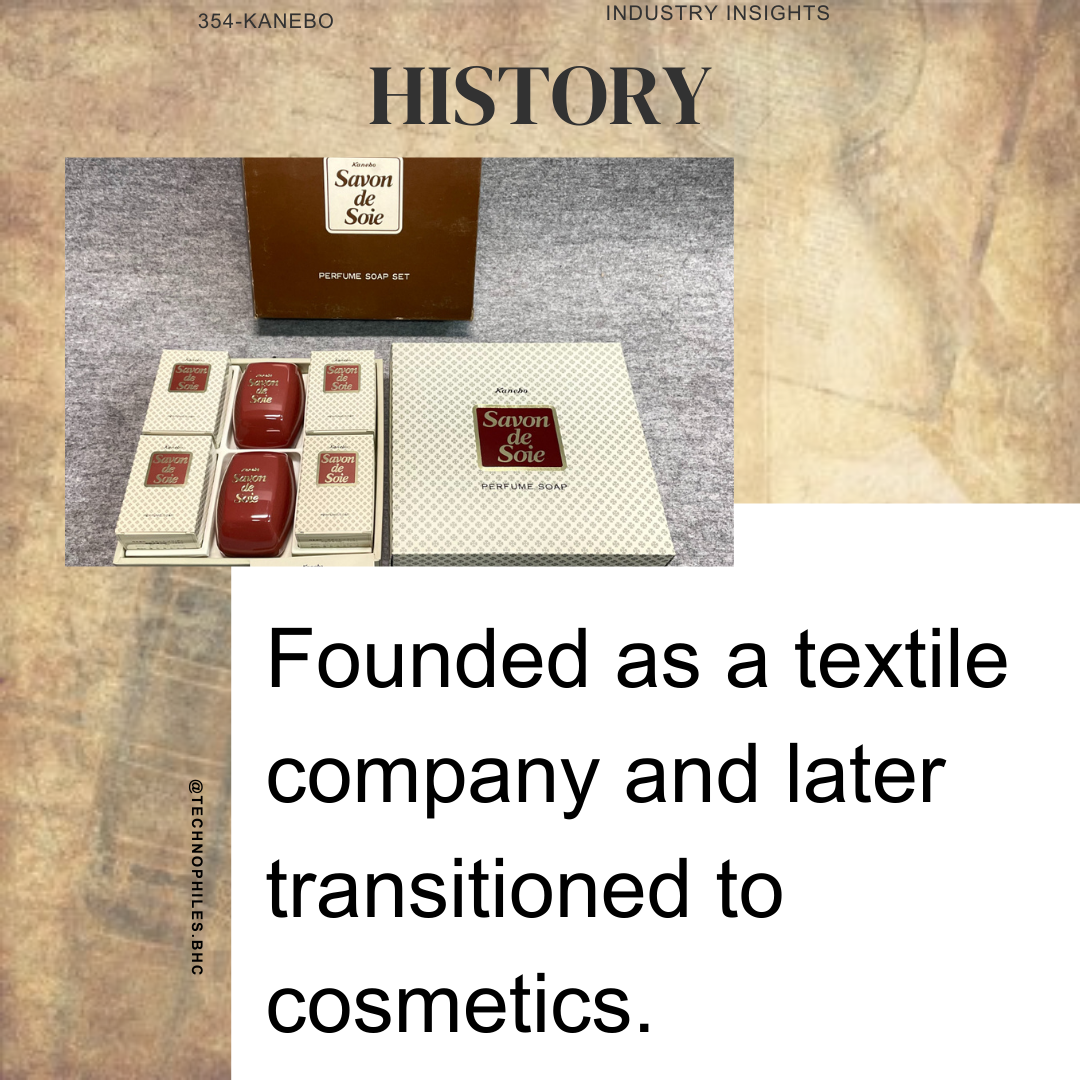 354-KANEBO
INDUSTRY INSIGHTS
HISTORY
Kanebo
Savon
de
Soie
PERFUME SOAP SET
Savon
de
Soie
Savon
de
Soie
Savon
de
Soie
Kanebo
Savon
de
Soie
PERFUME SOAP
Savon
de
Soie
Savon
de
Soie
Savon
de
Soie
Founded as a textile
company and later
transitioned to
cosmetics.
@TECHNOPHILES.BHC